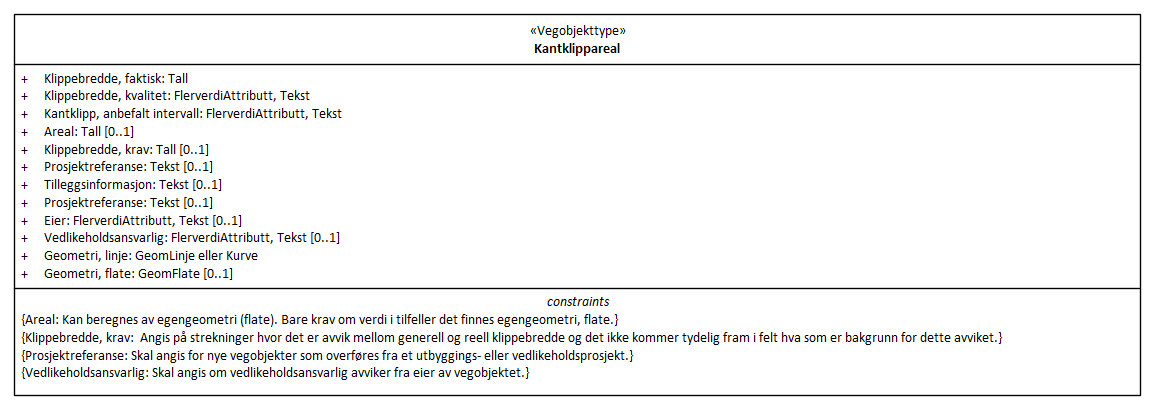 «Vegobjekttype»
Kantklippareal
+ Klippebredde, faktisk: Tall
+ Klippebredde, kvalitet: FlerverdiAttributt, Tekst
+ Kantklipp, anbefalt intervall: FlerverdiAttributt, Tekst
+ Areal: Tall [0..1]
+ Klippebredde, krav: Tall [0..1]
+ Prosjektreferanse: Tekst [0..1]
+ Tilleggsinformasjon: Tekst [0..1]
+ Prosjektreferanse: Tekst [0..1]
+ Eier: FlerverdiAttributt, Tekst [0..1]
+ Vedlikeholdsansvarlig: FlerverdiAttributt, Tekst [0..1]
+ Geometri, linje: GeomLinje eller Kurve
+ Geometri, flate: GeomFlate [0..1]
constraints
{Areal: Kan beregnes av egengeometri (flate). Bare krav om verdi i tilfeller det finnes egengeometri, flate.}
{Klippebredde, krav:  Angis på strekninger hvor det er avvik mellom generell og reell klippebredde og det ikke kommer tydelig fram i felt hva som er bakgrunn for dette avviket.}
{Prosjektreferanse: Skal angis for nye vegobjekter som overføres fra et utbyggings- eller vedlikeholdsprosjekt.}
{Vedlikeholdsansvarlig: Skal angis om vedlikeholdsansvarlig avviker fra eier av vegobjektet.}